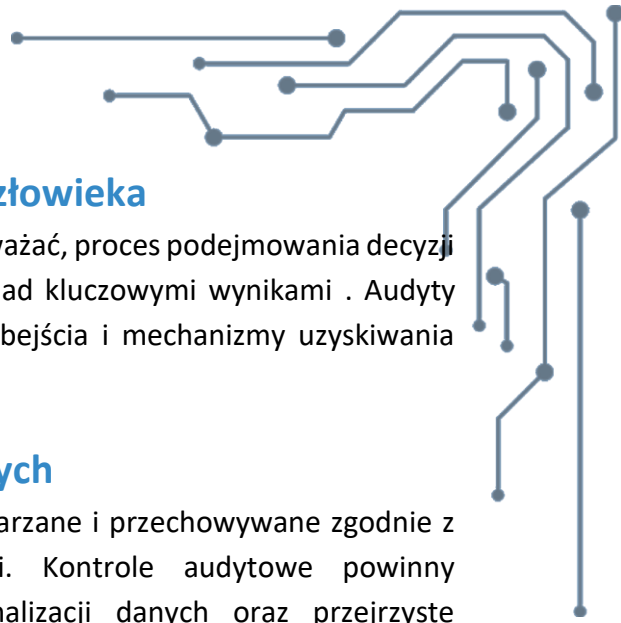 złowieka
ważać, proces podejmowania decyzji
ad kluczowymi wynikami . Audyty
bejścia i mechanizmy uzyskiwania
ych
arzane i przechowywane zgodnie z
i. Kontrole audytowe powinny
nalizacji danych oraz przejrzyste